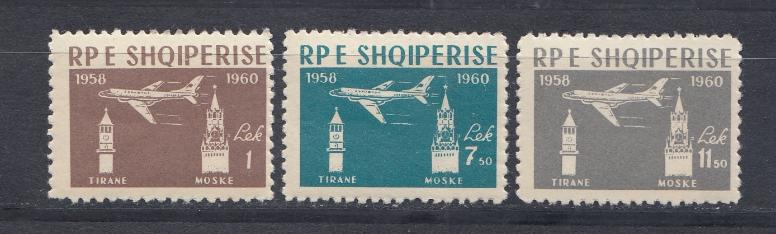 RP E SHQIPERISE
1958 1960
Lek
1
TIRANE MOSKE
RP E SHQIPERISE
1958 1960
Lek
7 50
TIRANE MOSKE
RP E SHQIPERISE
1958 1960
Lek
11 50
TIRANE MOSKE